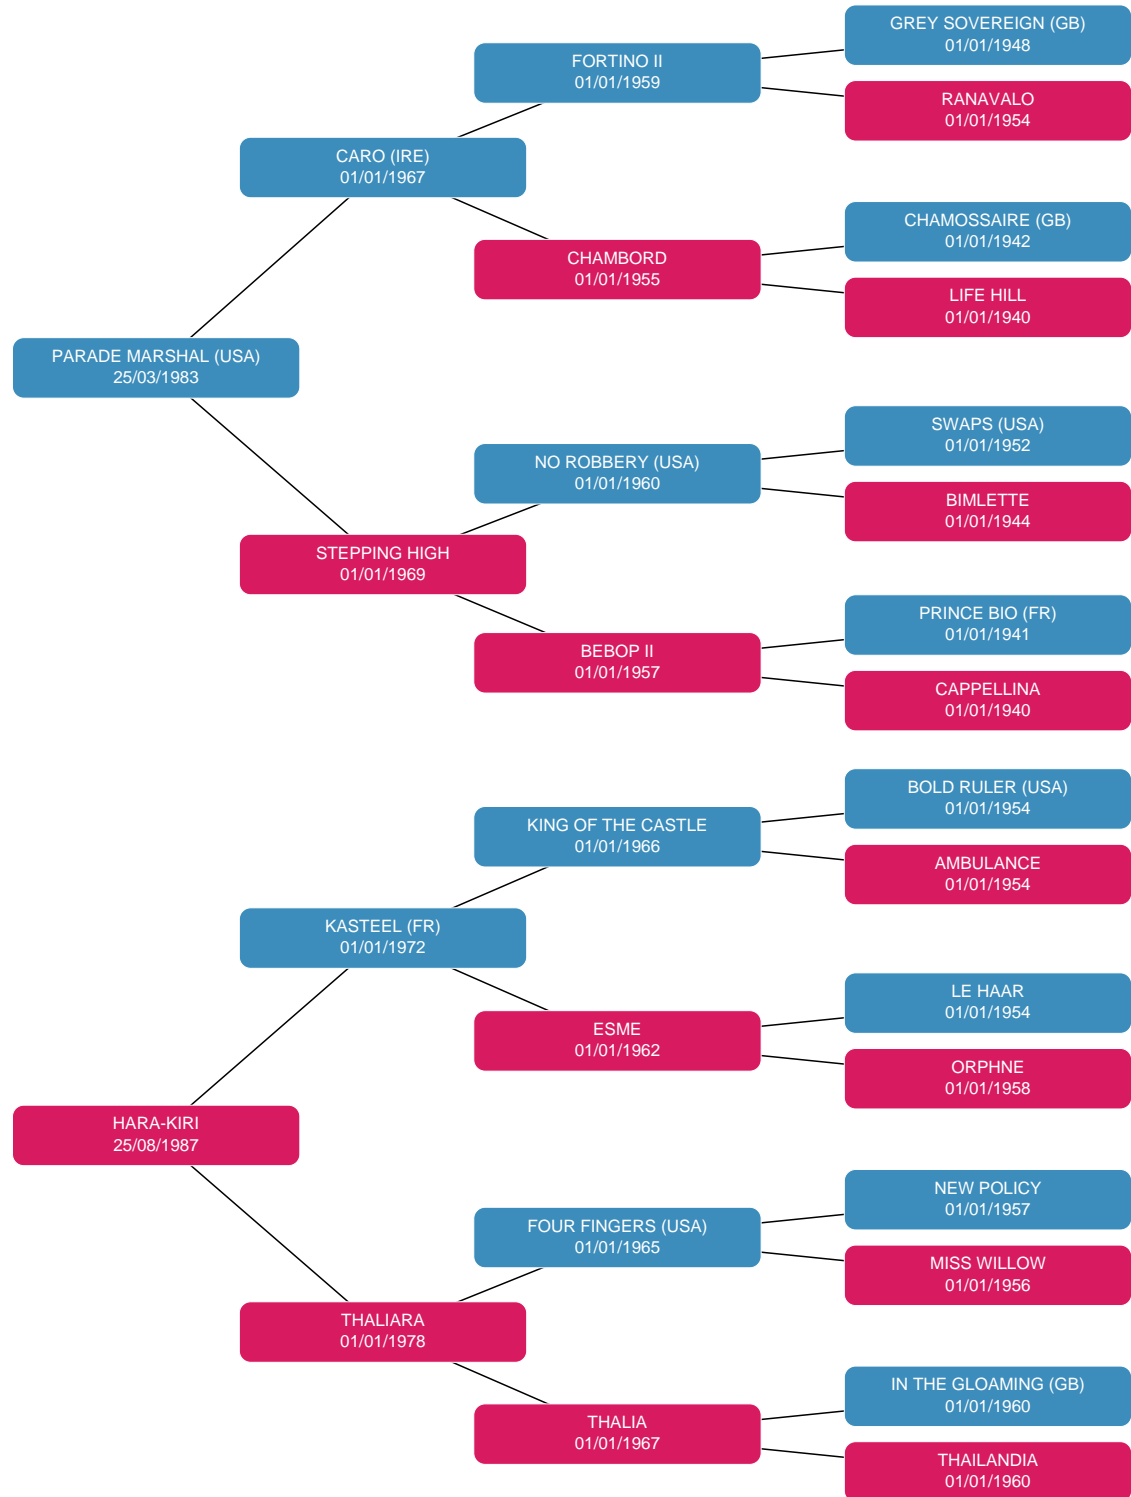 GREY SOVEREIGN (GB)
01/01/1948
FORTINO II
01/01/1959
RANAVALO
01/01/1954
CARO (IRE)
01/01/1967
CHAMOSSAIRE (GB)
01/01/1942
CHAMBORD
01/01/1955
LIFE HILL
01/01/1940
PARADE MARSHAL (USA)
25/03/1983
SWAPS (USA)
01/01/1952
NO ROBBERY (USA)
01/01/1960
BIMLETTE
01/01/1944
STEPPING HIGH
01/01/1969
PRINCE BIO (FR)
01/01/1941
BEBOP II
01/01/1957
CAPPELLINA
01/01/1940
BOLD RULER (USA)
01/01/1954
KING OF THE CASTLE
01/01/1966
AMBULANCE
01/01/1954
KASTEEL (FR)
01/01/1972
LE HAAR
01/01/1954
ESME
01/01/1962
ORPHNE
01/01/1958
HARA-KIRI
25/08/1987
NEW POLICY
01/01/1957
FOUR FINGERS (USA)
01/01/1965
MISS WILLOW
01/01/1956
THALIARA
01/01/1978
IN THE GLOAMING (GB)
01/01/1960
THALIA
01/01/1967
THAILANDIA
01/01/1960